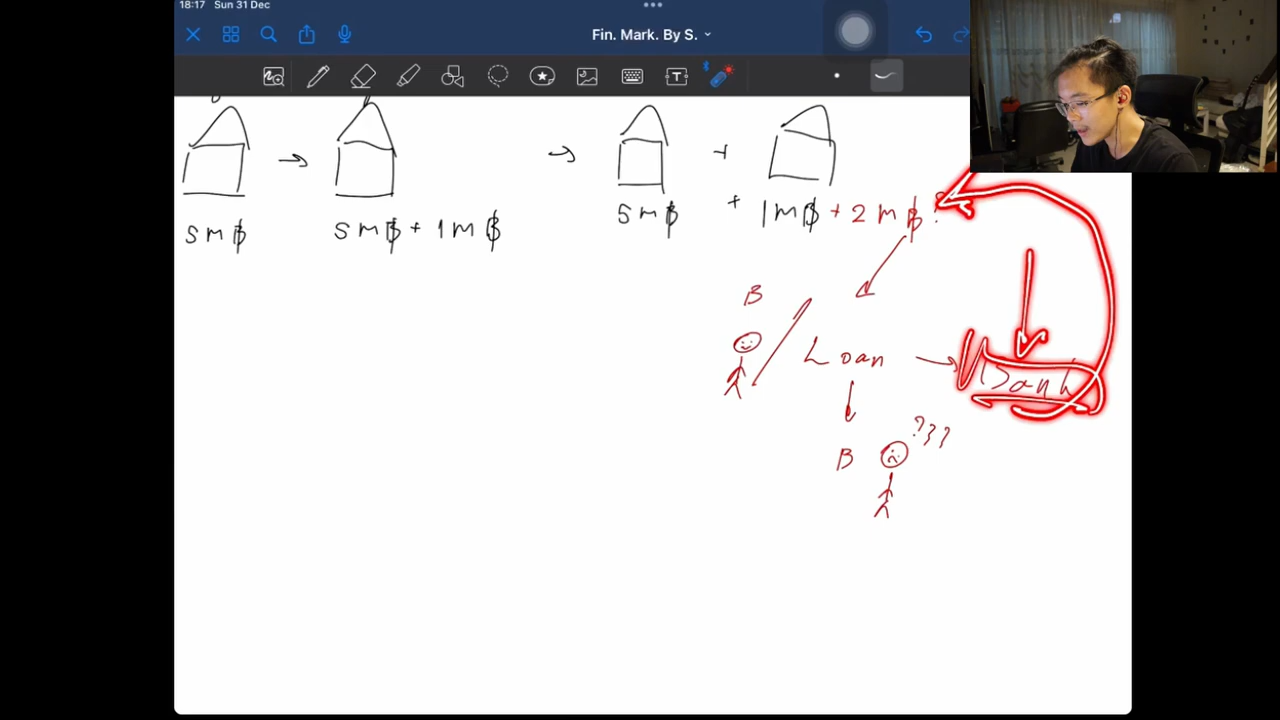 18:17 Sun 31 Dec
Fin. Mark. By S.
T
5 m ฿
5 m ฿ + 1 m ฿
5 m ฿ + 1 m ฿ + 2 m ฿ ?
B
Loan
Bank
B ???